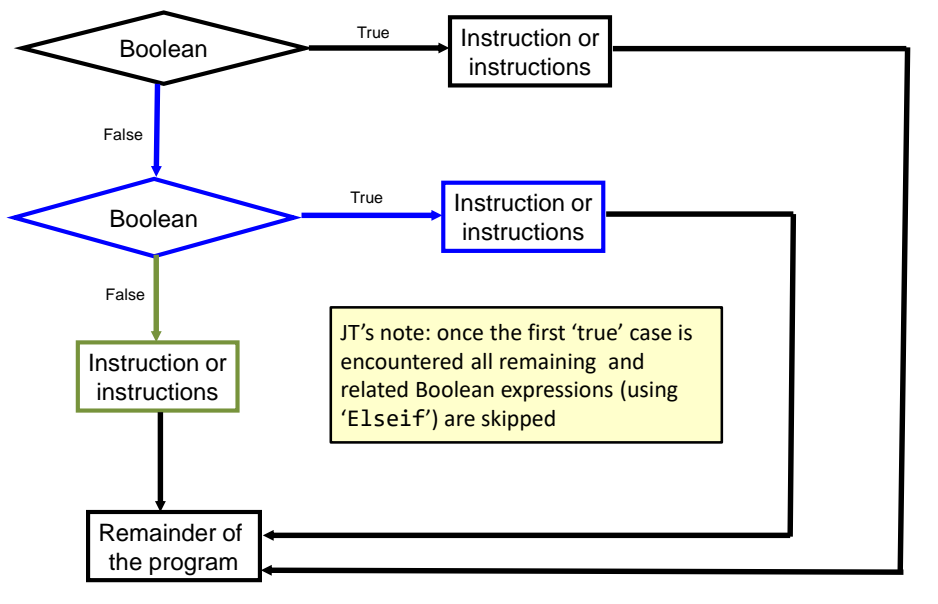 Boolean
True
Instruction or
instructions
False
Boolean
True
Instruction or
instructions
False
Instruction or
instructions
JT’s note: once the first ‘true’ case is
encountered all remaining  and
related Boolean expressions (using
‘Elseif’) are skipped
Remainder of
the program